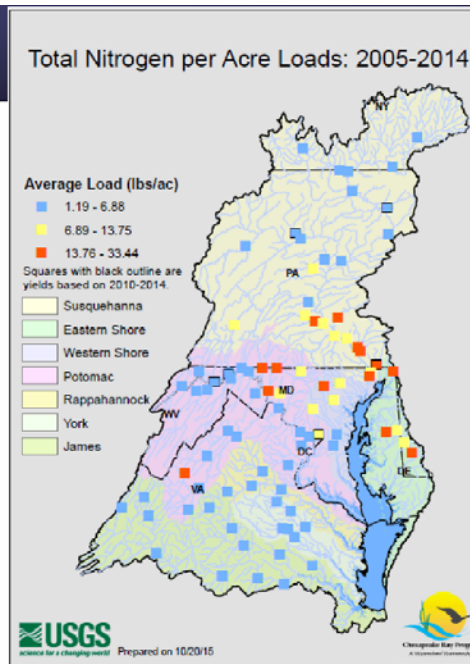 Total Nitrogen per Acre Loads: 2005-2014
NY
Average Load (lbs/ac)
1.19 - 6.88
6.89 - 13.75
13.76 - 33.44
Squares with black outline are
yields based on 2010-2014.
PA
Susquehanna
Eastern Shore
Western Shore
Potomac
Rappahannock
York
James
MD
WV
DC
DE
VA
USGS
science for a changing world
Prepared on 10/20/15
Chesapeake Bay Program